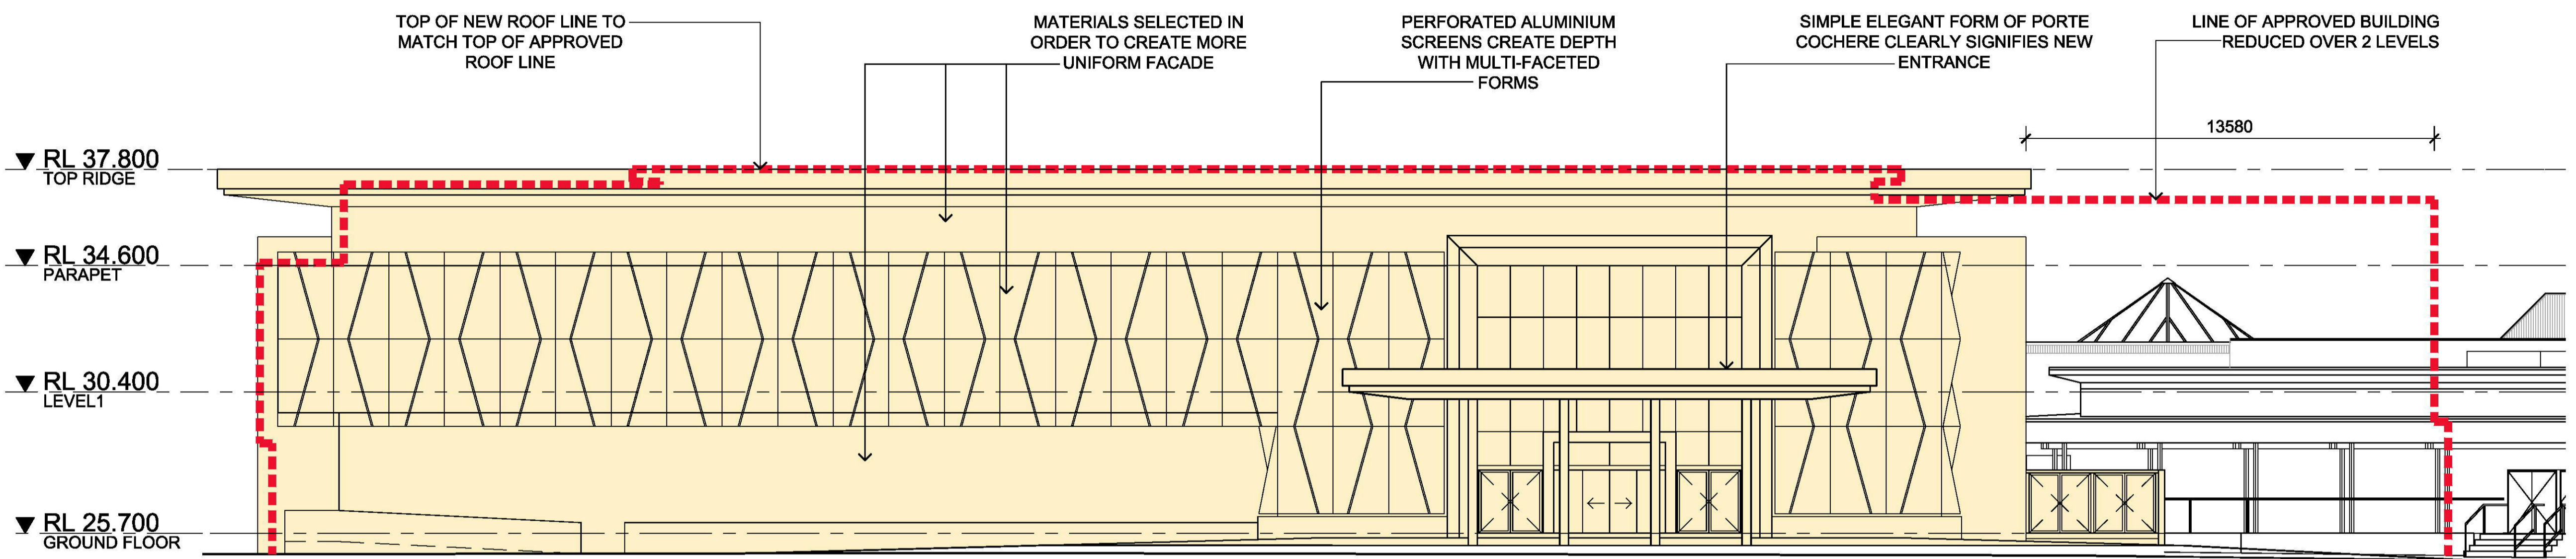 TOP OF NEW ROOF LINE TO
MATCH TOP OF APPROVED
ROOF LINE
MATERIALS SELECTED IN
ORDER TO CREATE MORE
UNIFORM FACADE
PERFORATED ALUMINIUM
SCREENS CREATE DEPTH
WITH MULTI-FACETED
FORMS
SIMPLE ELEGANT FORM OF PORTE
COCHERE CLEARLY SIGNIFIES NEW
ENTRANCE
LINE OF APPROVED BUILDING
REDUCED OVER 2 LEVELS
13580
RL 37.800
TOP RIDGE
RL 34.600
PARAPET
RL 30.400
LEVEL1
RL 25.700
GROUND FLOOR